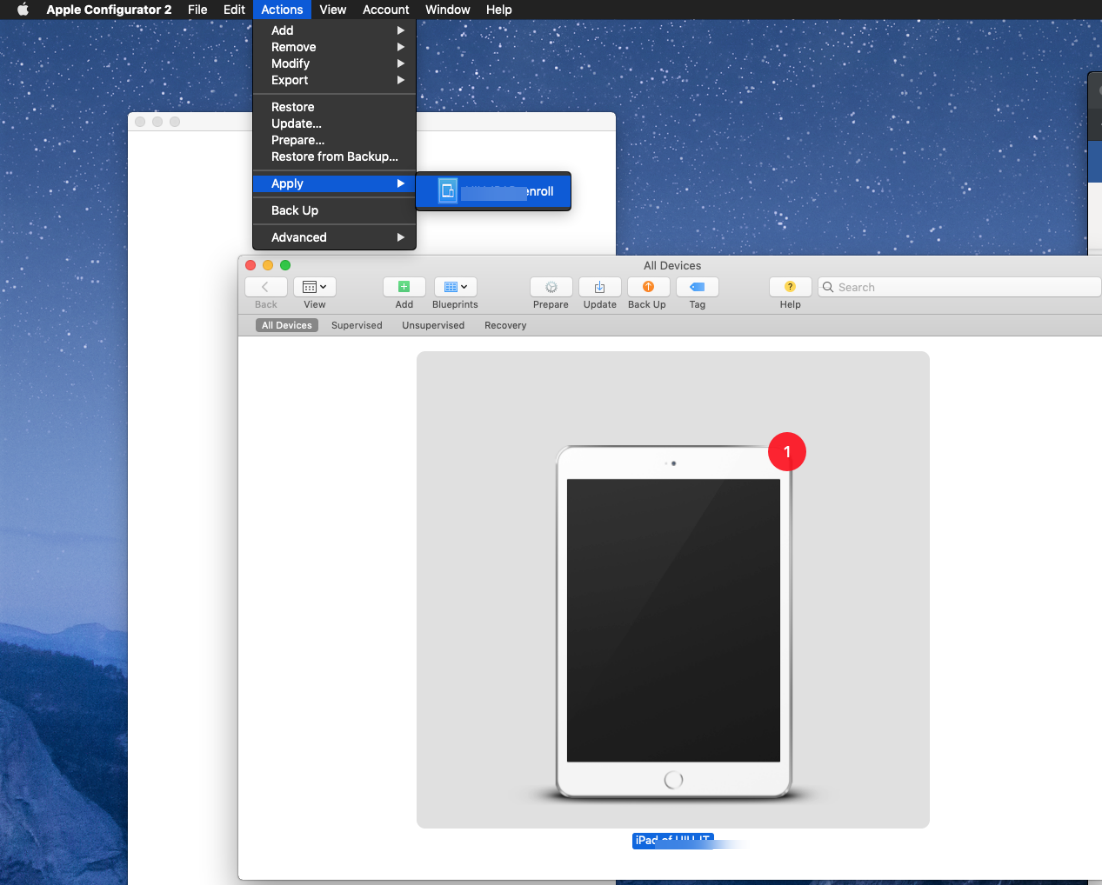 Apple Configurator 2 File Edit Actions View Account Window Help
Add
Remove
Modify
Export
Restore
Update...
Prepare...
Restore from Backup...
Apply
enroll
Back Up
Advanced
All Devices
Back View Add Blueprints Prepare Update Back Up Tag ? Help Search
All Devices Supervised Unsupervised Recovery
1
iPad of